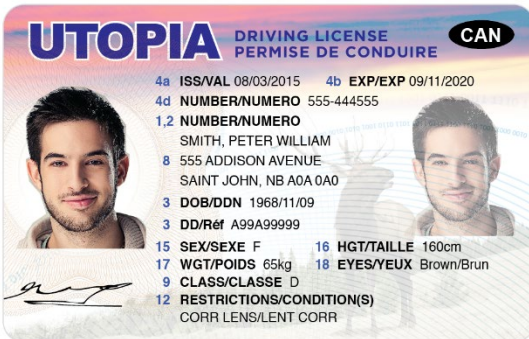 UTOPIA DRIVING LICENSE CAN
PERMISE DE CONDUIRE
4a ISS/VAL 08/03/2015 4b EXP/EXP 09/11/2020
4d NUMBER/NUMERO 555-444555
1,2 NUMBER/NUMERO
SMITH, PETER WILLIAM
8 555 ADDISON AVENUE
SAINT JOHN, NB A0A 0A0
3 DOB/DDN 1968/11/09
3 DD/Réf A99A99999
15 SEX/SEXE F 16 HGT/TAILLE 160cm
17 WGT/POIDS 65kg 18 EYES/YEUX Brown/Brun
9 CLASS/CLASSE D
12 RESTRICTIONS/CONDITION(S)
CORR LENS/LENT CORR